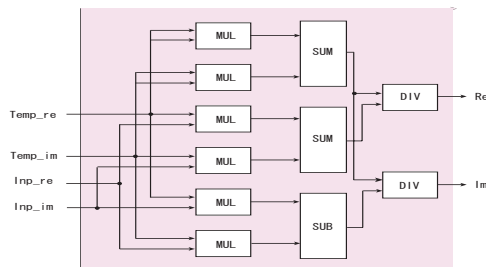 MUL
SUM
MUL
DIV
Re
Temp_re
MUL
SUM
Temp_im
MUL
Inp_re
DIV
Im
Inp_im
MUL
SUB
MUL